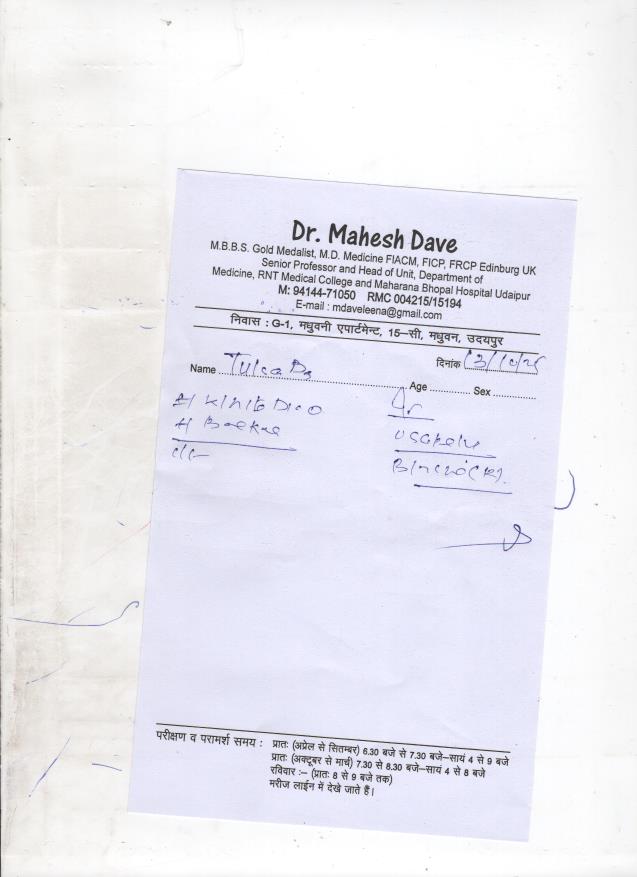 Dr. Mahesh Dave
M.B.B.S. Gold Medalist, M.D. Medicine FIACM, FICP, FRCP Edinburg UK
Senior Professor and Head of Unit, Department of
Medicine, RNT Medical College and Maharana Bhopal Hospital Udaipur
M: 94144-71050 RMC 004215/15194
E-mail : mdaveleena@gmail.com
निवास : G-1, मधुवनी एपार्टमेन्ट, 15–सी, मधुवन, उदयपुर
दिनांक
Name Age Sex
परीक्षण व परामर्श समय : प्रातः (अप्रेल से सितम्बर) 6.30 बजे से 7.30 बजे–सायं 4 से 9 बजे
प्रातः (अक्टूबर से मार्च) 7.30 से 8.30 बजे–सायं 4 से 8 बजे
रविवार :– (प्रातः 8 से 9 बजे तक)
मरीज लाईन में देखे जाते हैं।